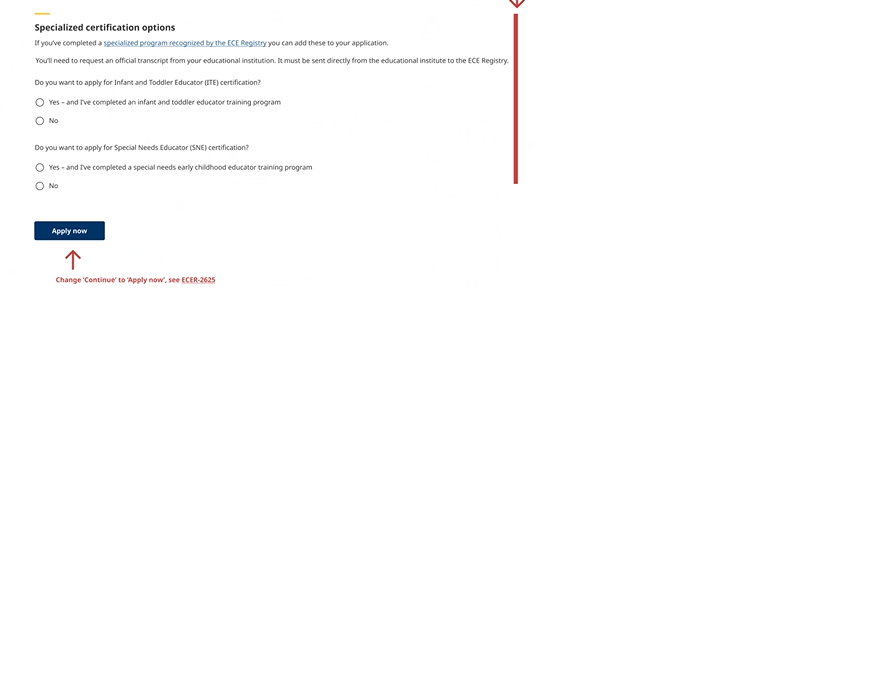 Specialized certification options
If you've completed a specialized program recognized by the ECE Registry you can add these to your application.
You'll need to request an official transcript from your educational institution. It must be sent directly from the educational institute to the ECE Registry.
Do you want to apply for Infant and Toddler Educator (ITE) certification?
Yes – and I've completed an infant and toddler educator training program
No
Do you want to apply for Special Needs Educator (SNE) certification?
Yes – and I've completed a special needs early childhood educator training program
No
Apply now
Change 'Continue' to 'Apply now', see ECER-2625